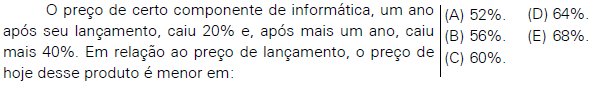 O preço de certo componente de informática, um ano
após seu lançamento, caiu 20% e, após mais um ano, caiu
mais 40%. Em relação ao preço de lançamento, o preço de
hoje desse produto é menor em:
(A) 52%. (D) 64%.
(B) 56%. (E) 68%.
(C) 60%.